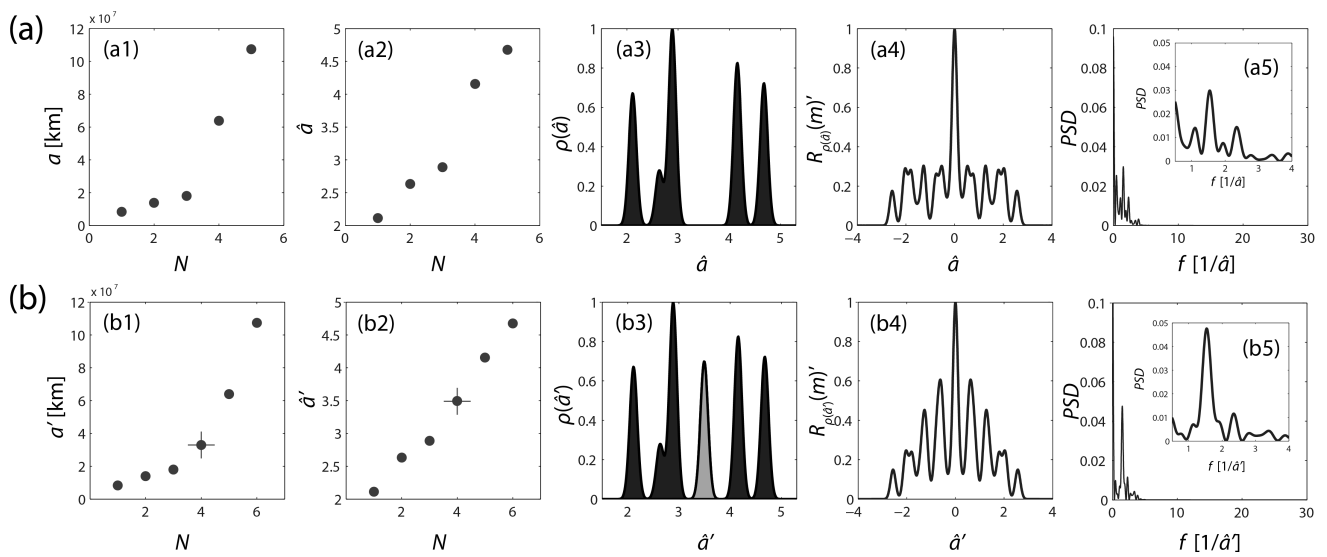 (a)
× 10⁷
(a1)
a [km]
12
10
8
6
4
2
0
0 2 4 6
N
(a2)
â
5
4.5
4
3.5
3
2.5
2
0 2 4 6
N
(a3)
ρ(â)
1
0.8
0.6
0.4
0.2
0
2 3 4 5
â
(a4)
Rρ(â)(m)′
1
0.8
0.6
0.4
0.2
0
−4 −2 0 2 4
â
(a5)
PSD
0.1
0.08
0.06
0.04
0.02
0
0 10 20 30
f [1/â]
PSD
0.05
0.04
0.03
0.02
0.01
0
1 2 3 4
f [1/â]
(b)
× 10⁷
(b1)
a′ [km]
12
10
8
6
4
2
0
2 4 6
N
(b2)
â′
5
4.5
4
3.5
3
2.5
2
2 4 6
N
(b3)
ρ(â′)
1
0.8
0.6
0.4
0.2
0
2 3 4 5
â′
(b4)
Rρ(â′)(m)′
1
0.8
0.6
0.4
0.2
0
−4 −2 0 2 4
â′
(b5)
PSD
0.1
0.08
0.06
0.04
0.02
0
0 10 20 30
f [1/â′]
PSD
0.05
0.04
0.03
0.02
0.01
0
1 2 3 4
f [1/â′]